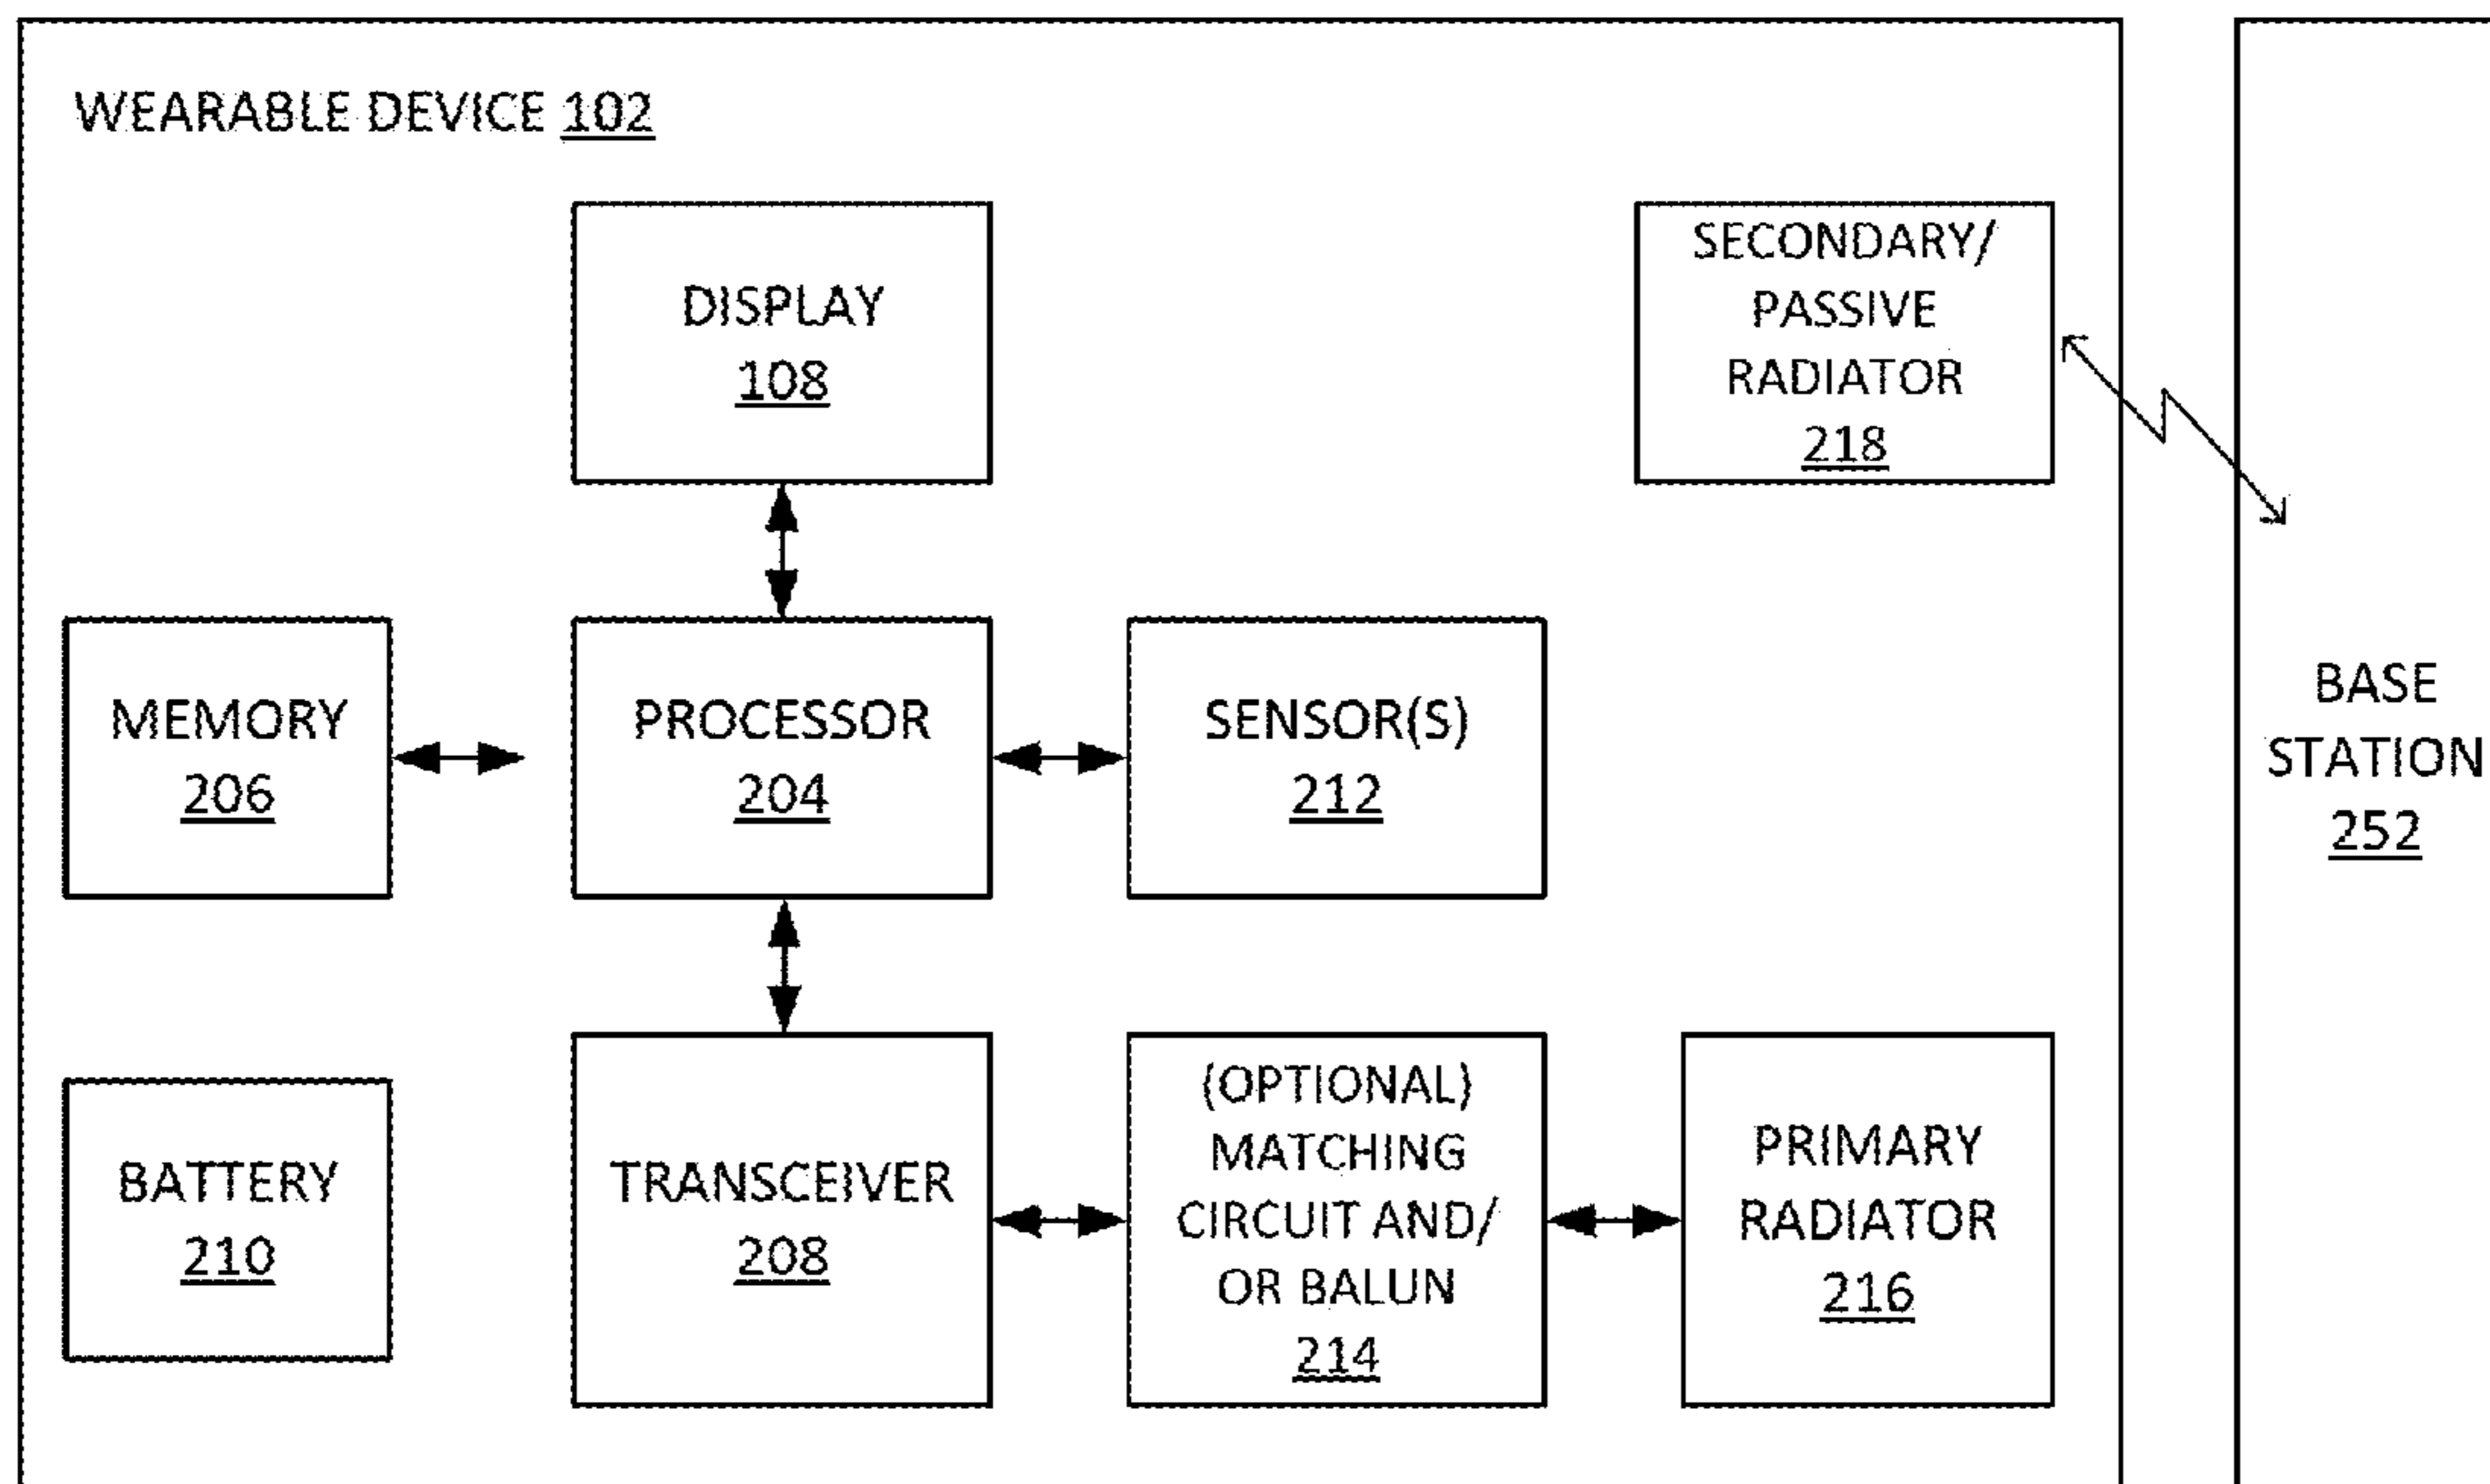 WEARABLE DEVICE 102
DISPLAY
108
SECONDARY/
PASSIVE
RADIATOR
218
MEMORY
206
PROCESSOR
204
SENSOR(S)
212
BASE
STATION
252
BATTERY
210
TRANSCEIVER
208
(OPTIONAL)
MATCHING
CIRCUIT AND/
OR BALUN
214
PRIMARY
RADIATOR
216